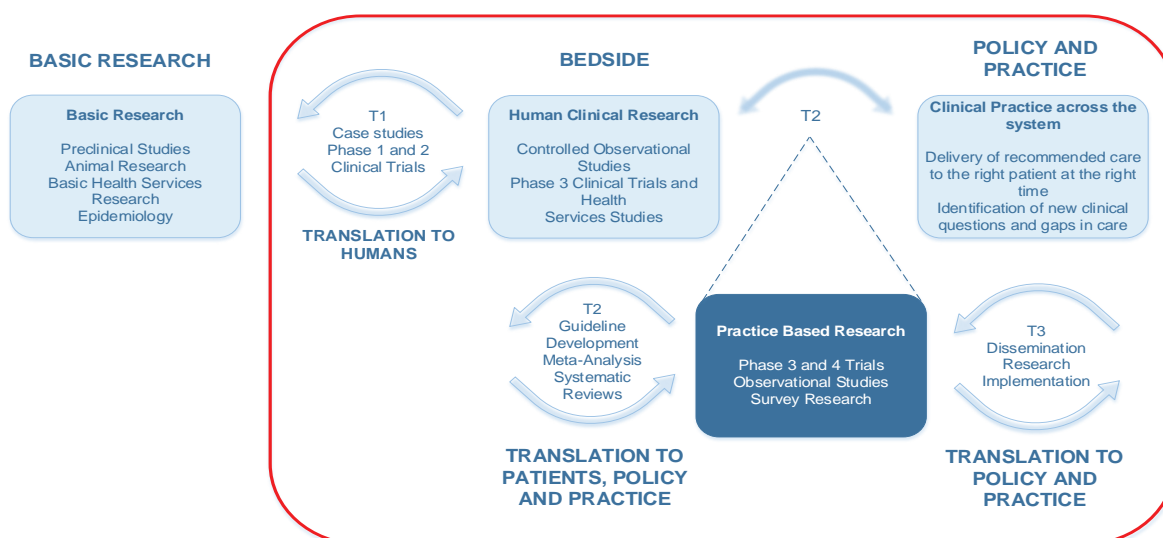 BASIC RESEARCH
Basic Research
Preclinical Studies
Animal Research
Basic Health Services
Research
Epidemiology
T1
Case studies
Phase 1 and 2
Clinical Trials
TRANSLATION TO
HUMANS
BEDSIDE
Human Clinical Research
Controlled Observational
Studies
Phase 3 Clinical Trials and
Health
Services Studies
T2
POLICY AND
PRACTICE
Clinical Practice across the
system
Delivery of recommended care
to the right patient at the right
time
Identification of new clinical
questions and gaps in care
T2
Guideline
Development
Meta-Analysis
Systematic
Reviews
TRANSLATION TO
PATIENTS, POLICY
AND PRACTICE
Practice Based Research
Phase 3 and 4 Trials
Observational Studies
Survey Research
T3
Dissemination
Research
Implementation
TRANSLATION TO
POLICY AND
PRACTICE